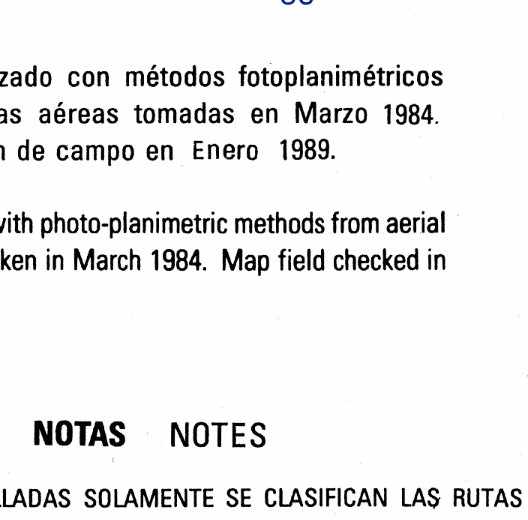 zado con métodos fotoplanimétricos
as aéreas tomadas en Marzo 1984.
de campo en Enero 1989.
with photo-planimetric methods from aerial
ken in March 1984. Map field checked in
NOTAS NOTES
LADAS SOLAMENTE SE CLASIFICAN LAS RUTAS